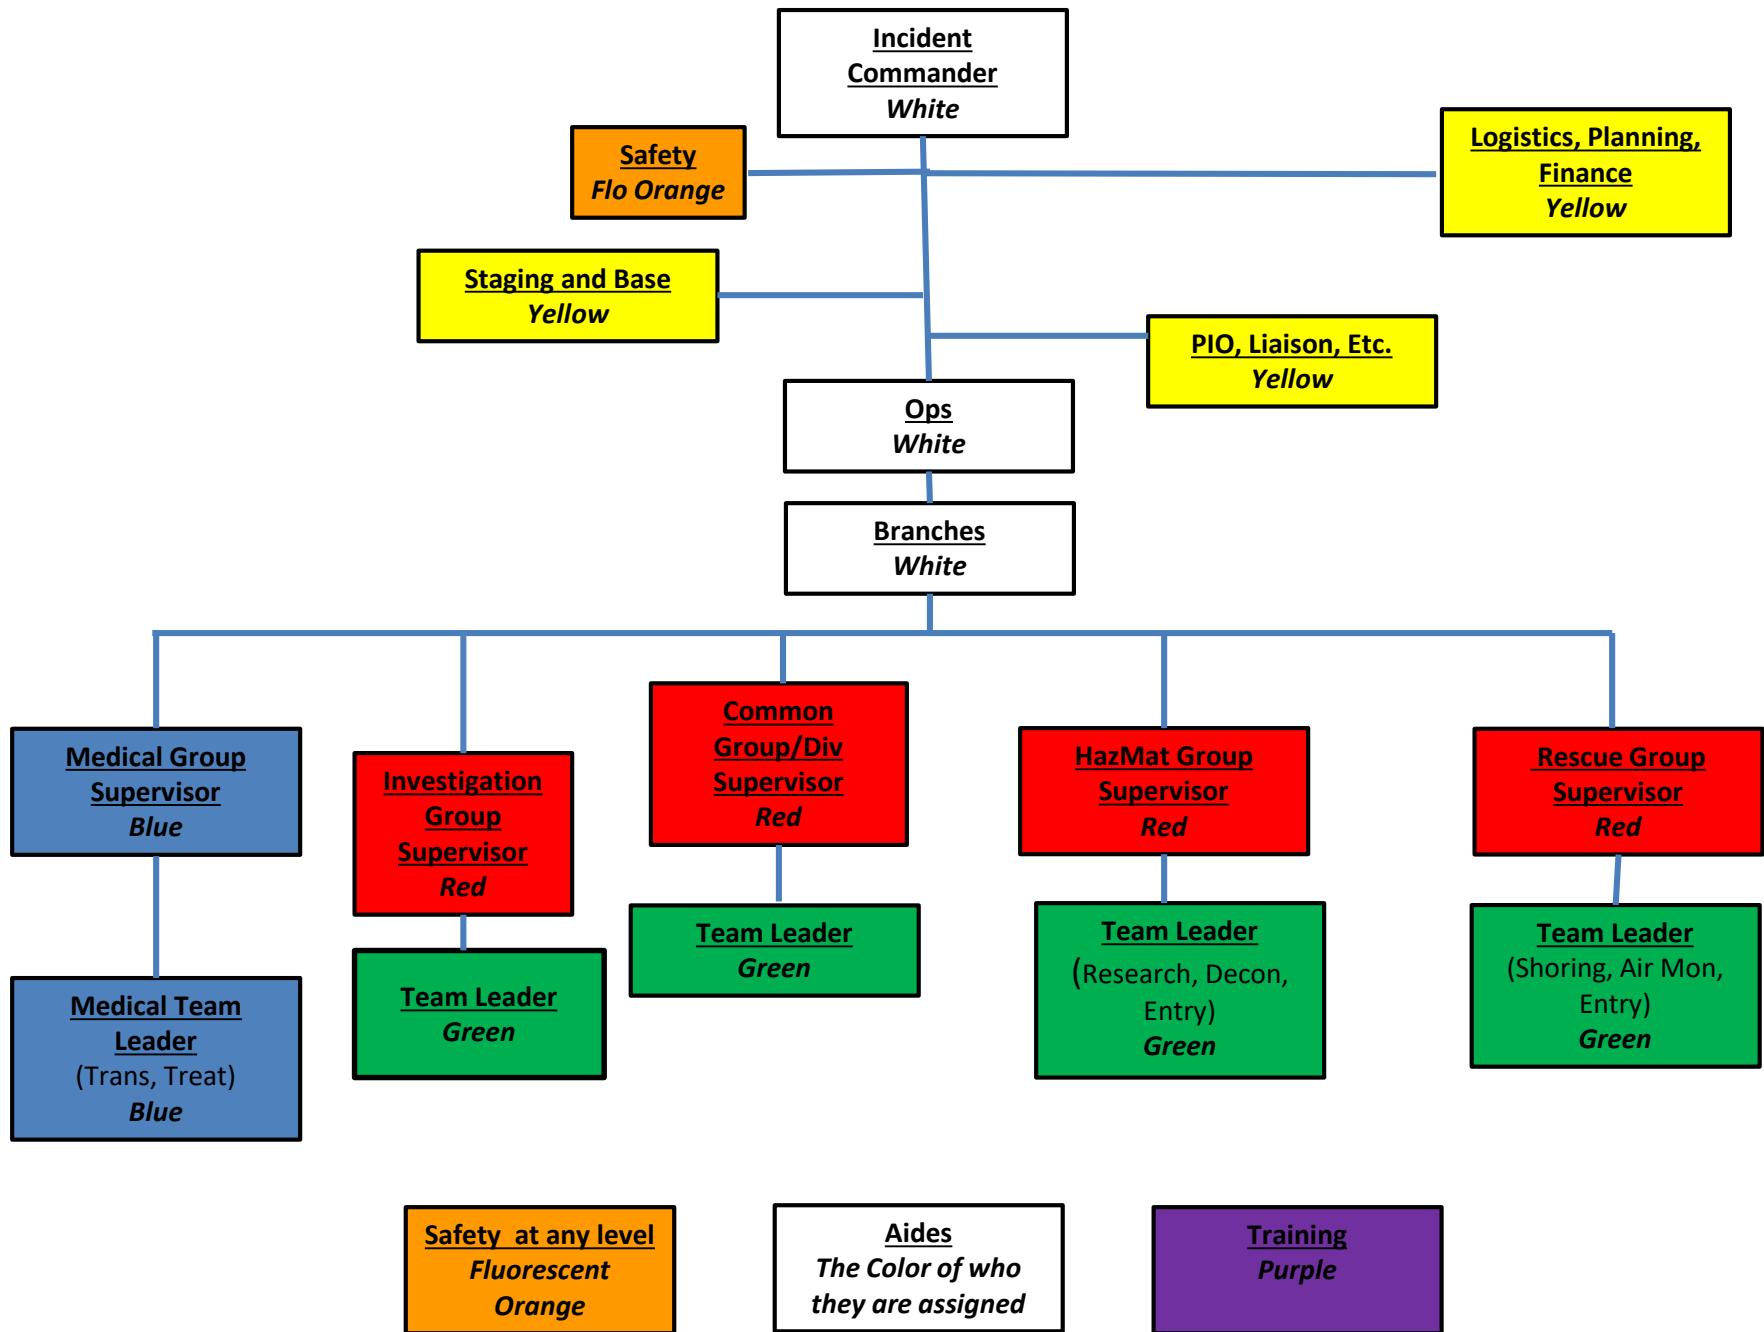 Incident
Commander
White
Safety
Flo Orange
Logistics, Planning,
Finance
Yellow
Staging and Base
Yellow
PIO, Liaison, Etc.
Yellow
Ops
White
Branches
White
Medical Group
Supervisor
Blue
Investigation
Group
Supervisor
Red
Common
Group/Div
Supervisor
Red
HazMat Group
Supervisor
Red
Rescue Group
Supervisor
Red
Medical Team
Leader
(Trans, Treat)
Blue
Team Leader
Green
Team Leader
Green
Team Leader
(Research, Decon,
Entry)
Green
Team Leader
(Shoring, Air Mon,
Entry)
Green
Safety at any level
Fluorescent
Orange
Aides
The Color of who
they are assigned
Training
Purple